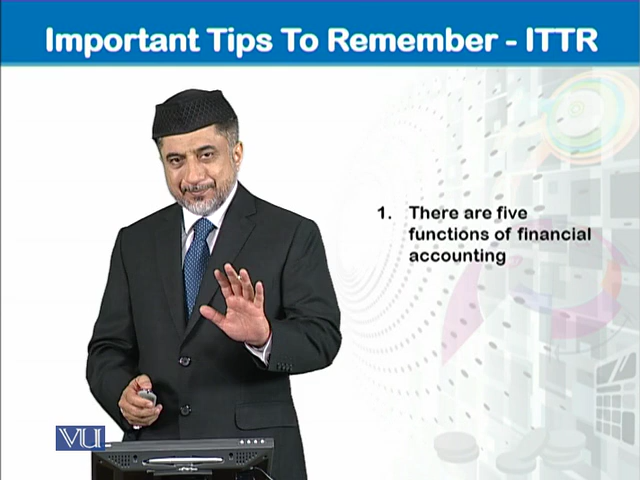 Important Tips To Remember - ITTR
1. There are five
functions of financial
accounting
VU